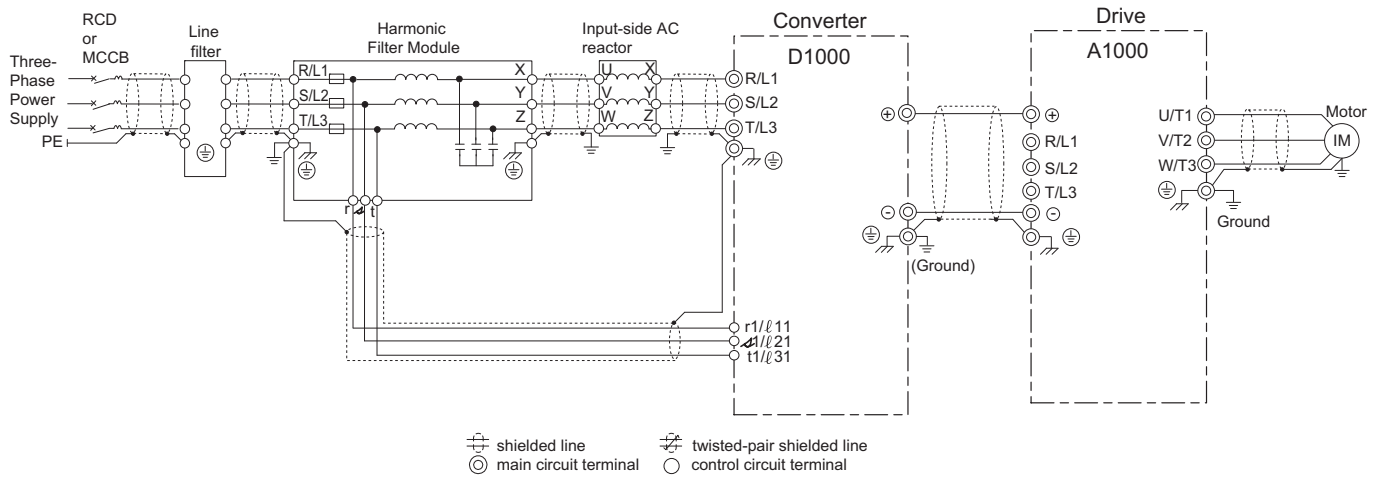 RCD
or
MCCB
Line
filter
Harmonic
Filter Module
Input-side AC
reactor
Converter
D1000
Drive
A1000
Three-
Phase
Power
Supply
PE
R/L1
S/L2
T/L3
X
Y
Z
U
V
W
X
Y
Z
R/L1
S/L2
T/L3
+
-
+
R/L1
S/L2
T/L3
-
U/T1
V/T2
W/T3
Motor
IM
Ground
(Ground)
r
t
r1/ℓ11
1/ℓ21
t1/ℓ31
shielded line
twisted-pair shielded line
main circuit terminal
control circuit terminal